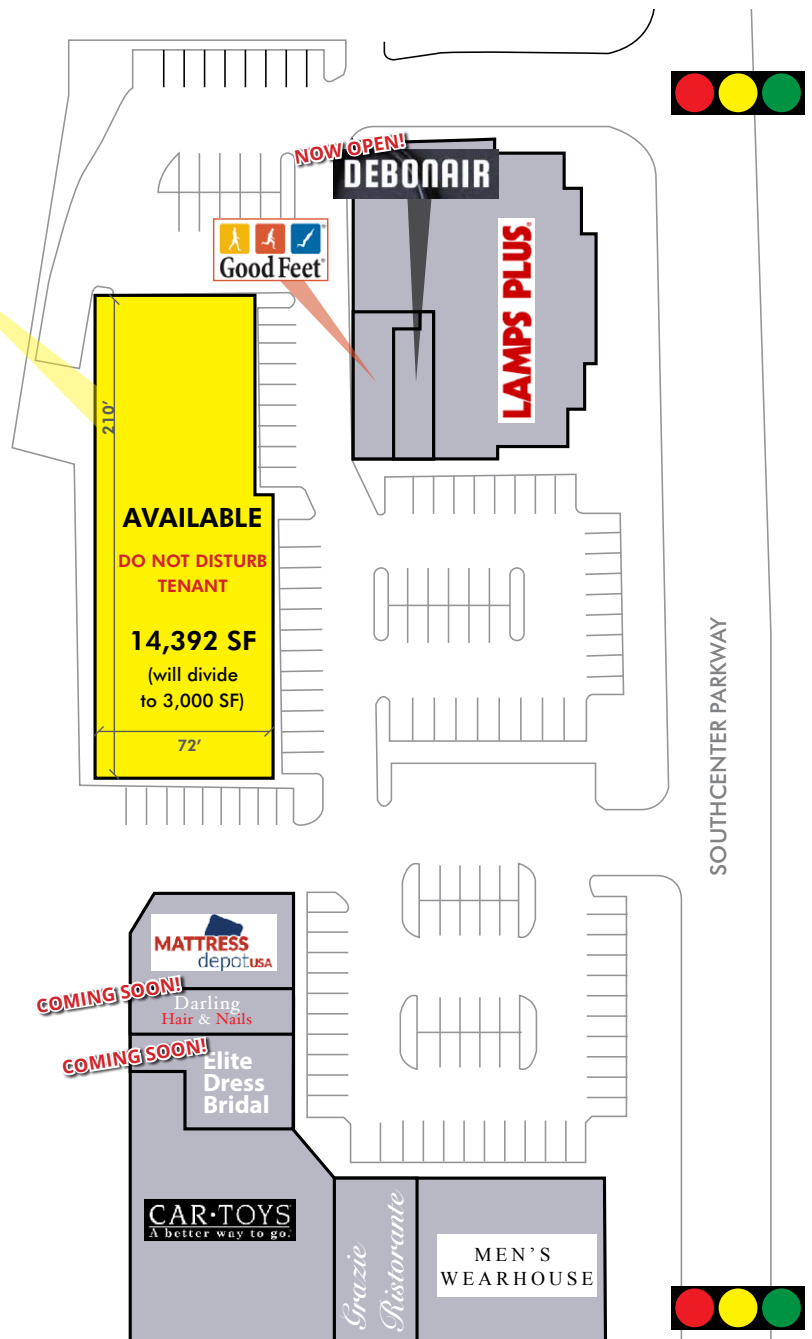 NOW OPEN!
DEBONAIR
Good Feet®
LAMPS PLUS®
210'
AVAILABLE
DO NOT DISTURB
TENANT
14,392 SF
(will divide
to 3,000 SF)
72'
SOUTHCENTER PARKWAY
MATTRESS
depotUSA
COMING SOON!
Darling
Hair & Nails
COMING SOON!
Elite
Dress
Bridal
CAR•TOYS
A better way to go.
Grazie
Ristorante
MEN'S
WEARHOUSE